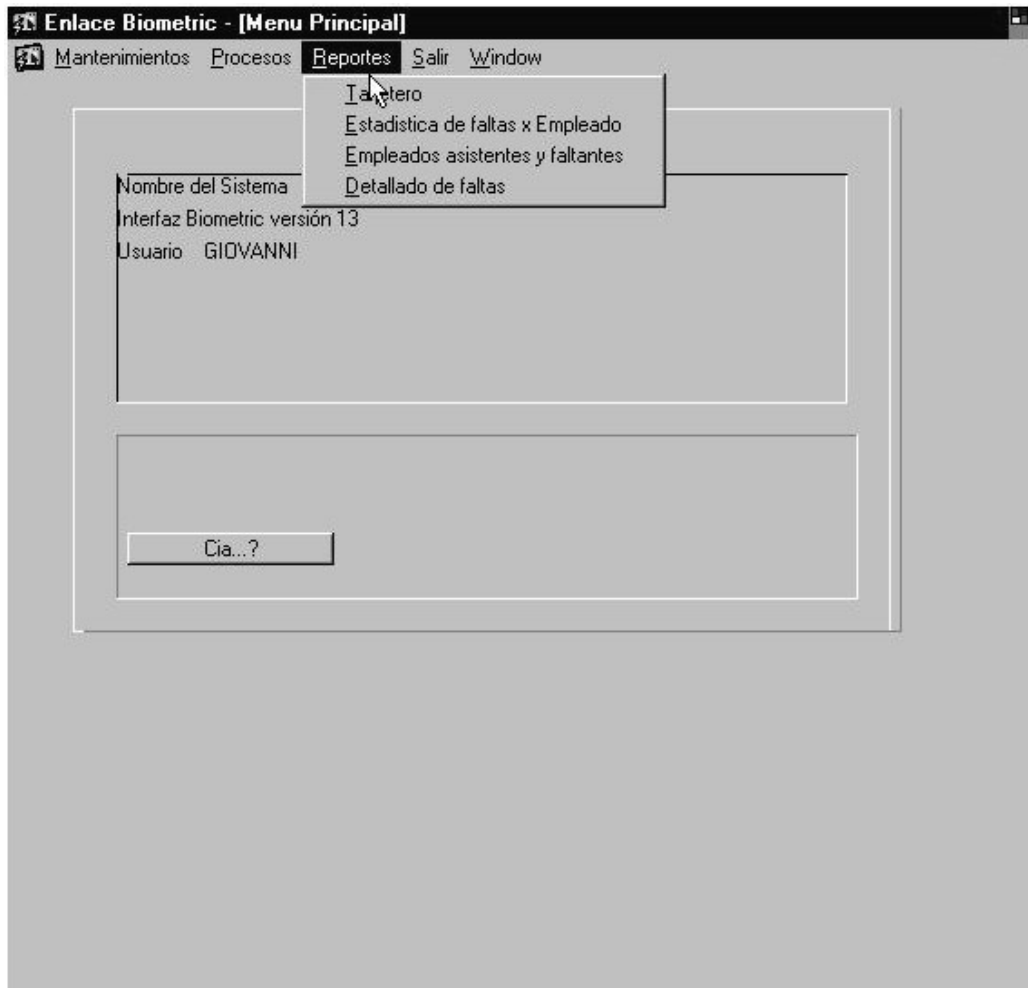 Enlace Biometric - [Menu Principal]
Mantenimientos Procesos Reportes Salir Window
Estadistica de faltas x Empleado
Empleados asistentes y faltantes
Detallado de faltas
Nombre del Sistema
Interfaz Biometric versión 13
Usuario GIOVANNI
Cia...?